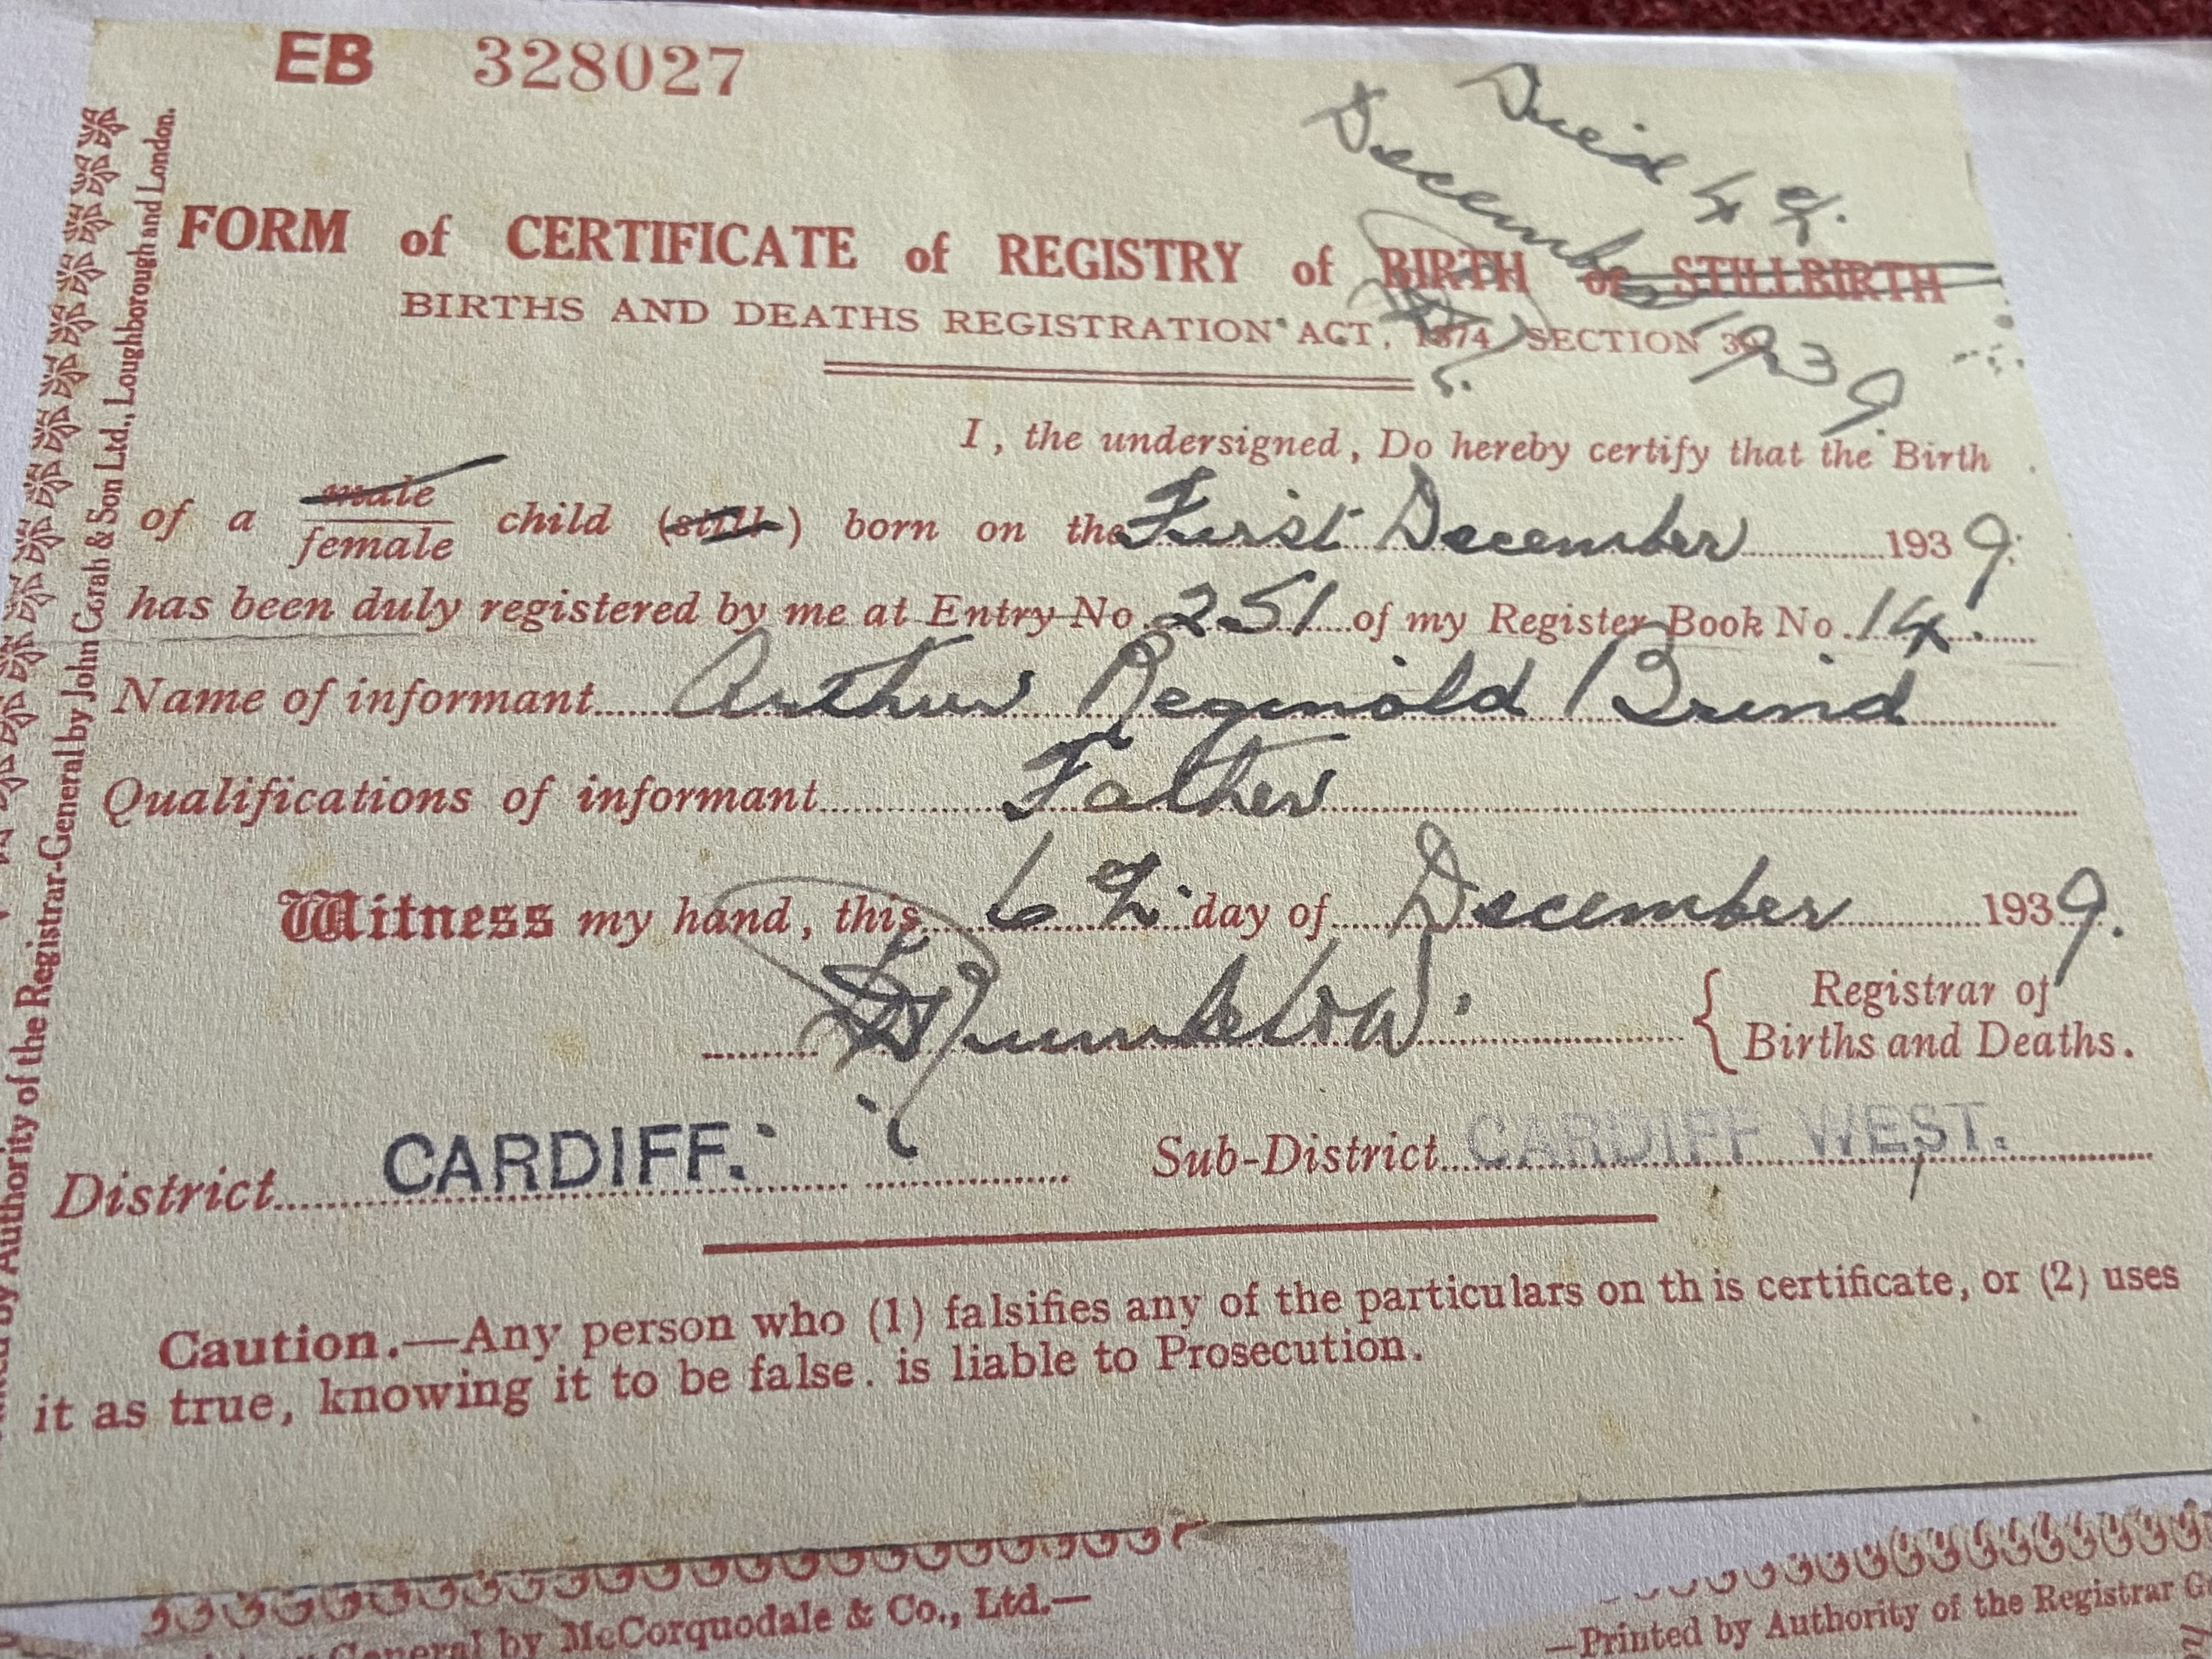 EB 328027
Died 4th.
December
1939.
FORM of CERTIFICATE of REGISTRY of BIRTH or STILLBIRTH
BIRTHS AND DEATHS REGISTRATION ACT, 1874, SECTION
I, the undersigned, Do hereby certify that the Birth
of a male female child (still) born on the First December 1939.
has been duly registered by me at Entry No. 251 of my Register Book No. 14.
Name of informant Arthur Reginald Brind
Qualifications of informant Father
Witness my hand, this 6th day of December 1939.
Registrar of
Births and Deaths.
District CARDIFF. Sub-District CARDIFF WEST.
Caution.—Any person who (1) falsifies any of the particulars on this certificate, or (2) uses
it as true, knowing it to be false. is liable to Prosecution.
by Authority of the Registrar-General by John Corah & Son Ltd., Loughborough and London.
General by McCorquodale & Co., Ltd.—
—Printed by Authority of the Registrar